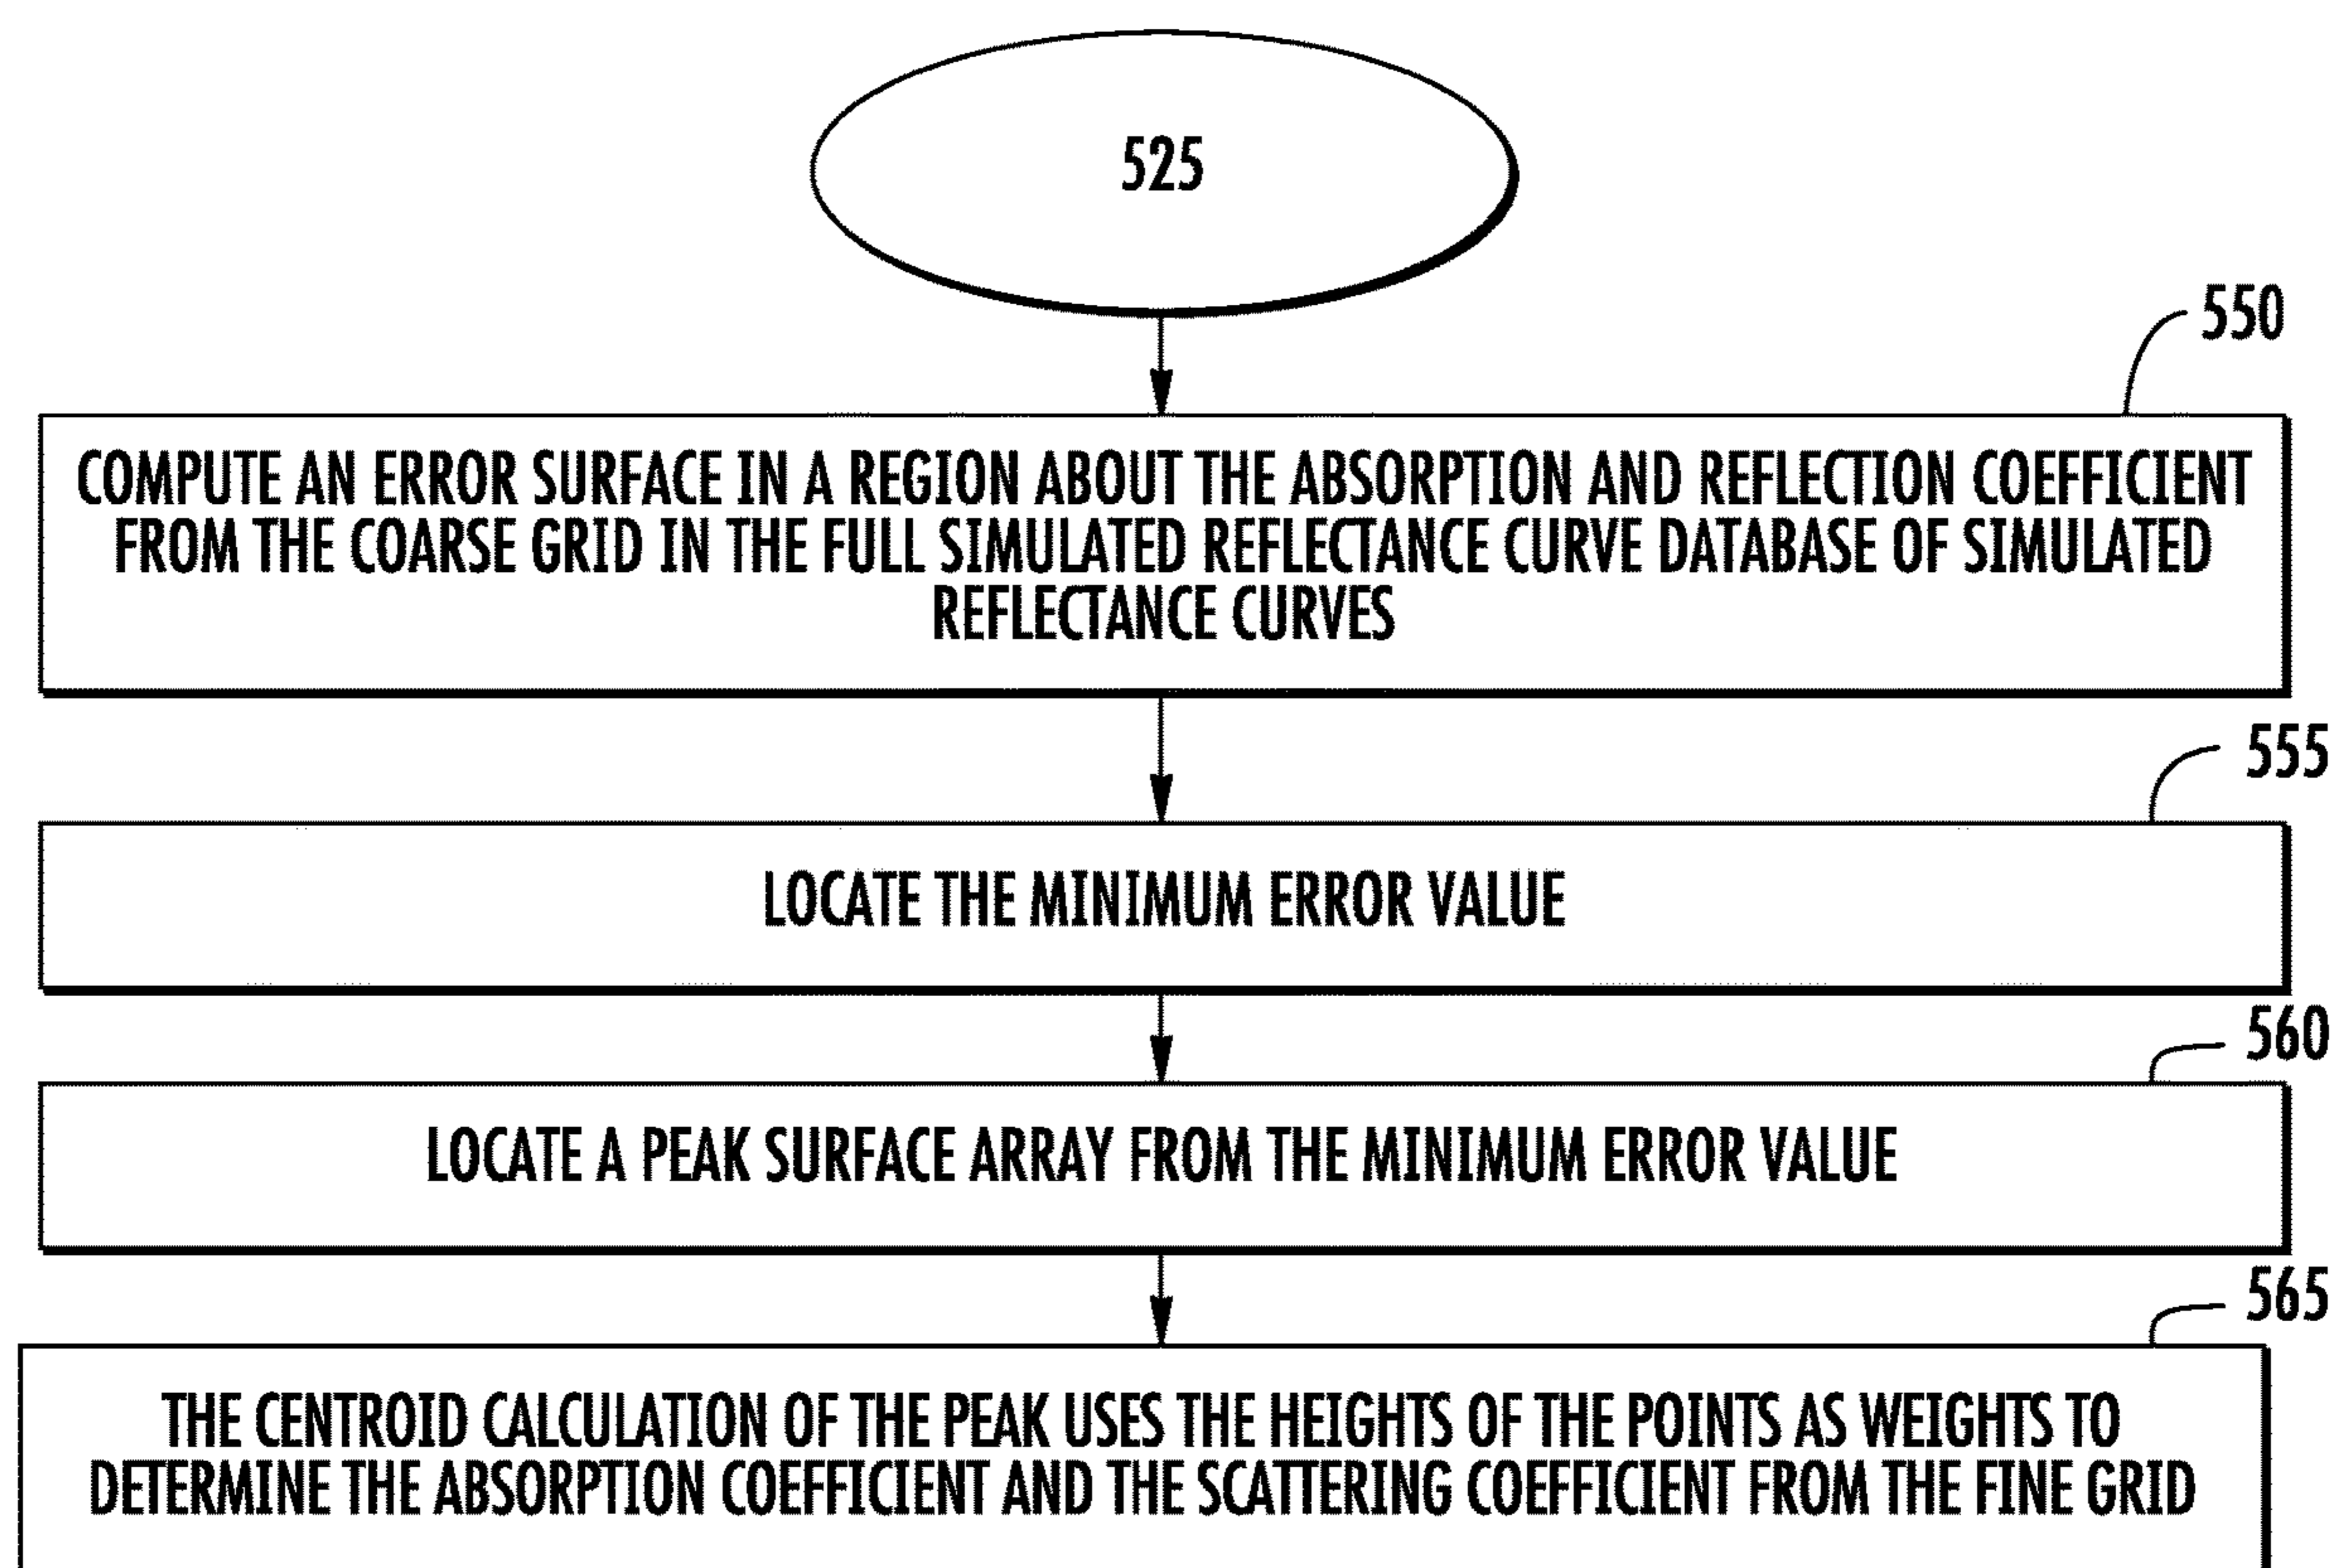 525
550
COMPUTE AN ERROR SURFACE IN A REGION ABOUT THE ABSORPTION AND REFLECTION COEFFICIENT
FROM THE COARSE GRID IN THE FULL SIMULATED REFLECTANCE CURVE DATABASE OF SIMULATED
REFLECTANCE CURVES
555
LOCATE THE MINIMUM ERROR VALUE
560
LOCATE A PEAK SURFACE ARRAY FROM THE MINIMUM ERROR VALUE
565
THE CENTROID CALCULATION OF THE PEAK USES THE HEIGHTS OF THE POINTS AS WEIGHTS TO
DETERMINE THE ABSORPTION COEFFICIENT AND THE SCATTERING COEFFICIENT FROM THE FINE GRID